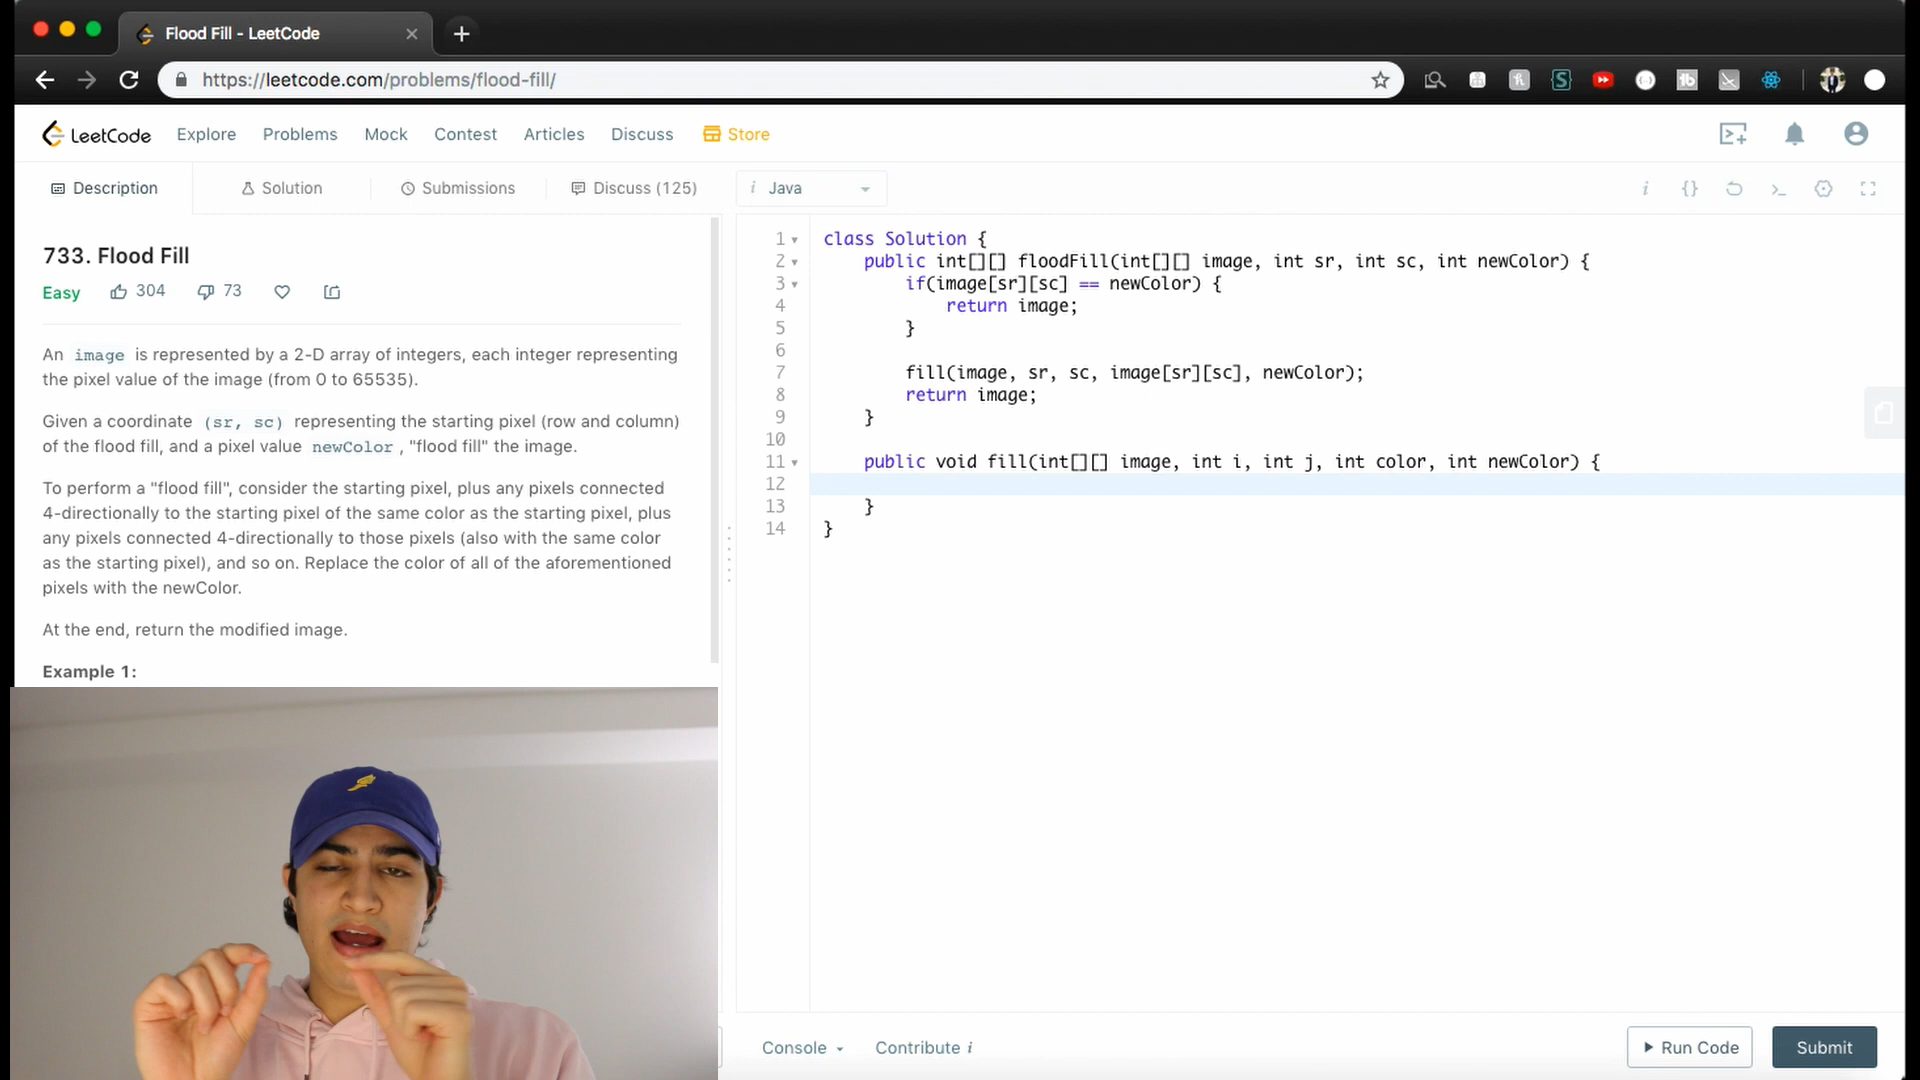 Flood Fill - LeetCode
https://leetcode.com/problems/flood-fill/
LeetCode Explore Problems Mock Contest Articles Discuss Store
Description Solution Submissions Discuss (125)
Java
733. Flood Fill
Easy 304 73
An image is represented by a 2-D array of integers, each integer representing
the pixel value of the image (from 0 to 65535).
Given a coordinate (sr, sc) representing the starting pixel (row and column)
of the flood fill, and a pixel value newColor , "flood fill" the image.
To perform a "flood fill", consider the starting pixel, plus any pixels connected
4-directionally to the starting pixel of the same color as the starting pixel, plus
any pixels connected 4-directionally to those pixels (also with the same color
as the starting pixel), and so on. Replace the color of all of the aforementioned
pixels with the newColor.
At the end, return the modified image.
Example 1:
1 class Solution {
2 public int[][] floodFill(int[][] image, int sr, int sc, int newColor) {
3 if(image[sr][sc] == newColor) {
4 return image;
5 }
6
7 fill(image, sr, sc, image[sr][sc], newColor);
8 return image;
9 }
10
11 public void fill(int[][] image, int i, int j, int color, int newColor) {
12
13 }
14 }
Console Contribute i
Run Code Submit